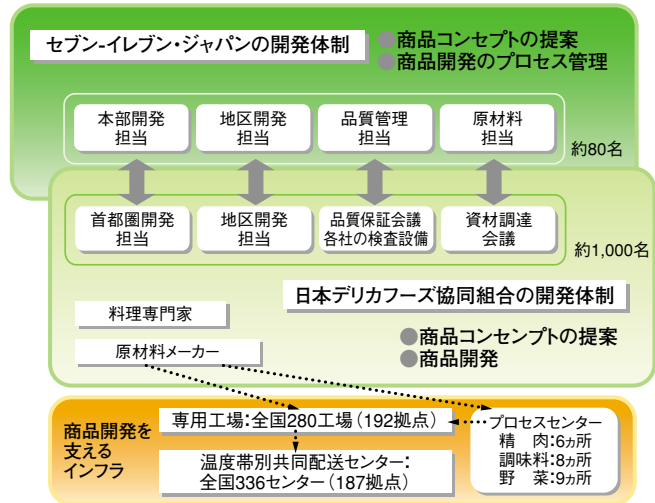 セブン-イレブン・ジャパンの開発体制
●商品コンセプトの提案
●商品開発のプロセス管理
本部開発
担当
地区開発
担当
品質管理
担当
原材料
担当
約80名
首都圏開発
担当
地区開発
担当
品質保証会議
各社の検査設備
資材調達
会議
約1,000名
日本デリカフーズ協同組合の開発体制
料理専門家
原材料メーカー
●商品コンセンプトの提案
●商品開発
商品開発を
支える
インフラ
専用工場:全国280工場(192拠点)
温度帯別共同配送センター:
全国336センター(187拠点)
プロセスセンター
精 肉:6ヵ所
調味料:8ヵ所
野 菜:9ヵ所